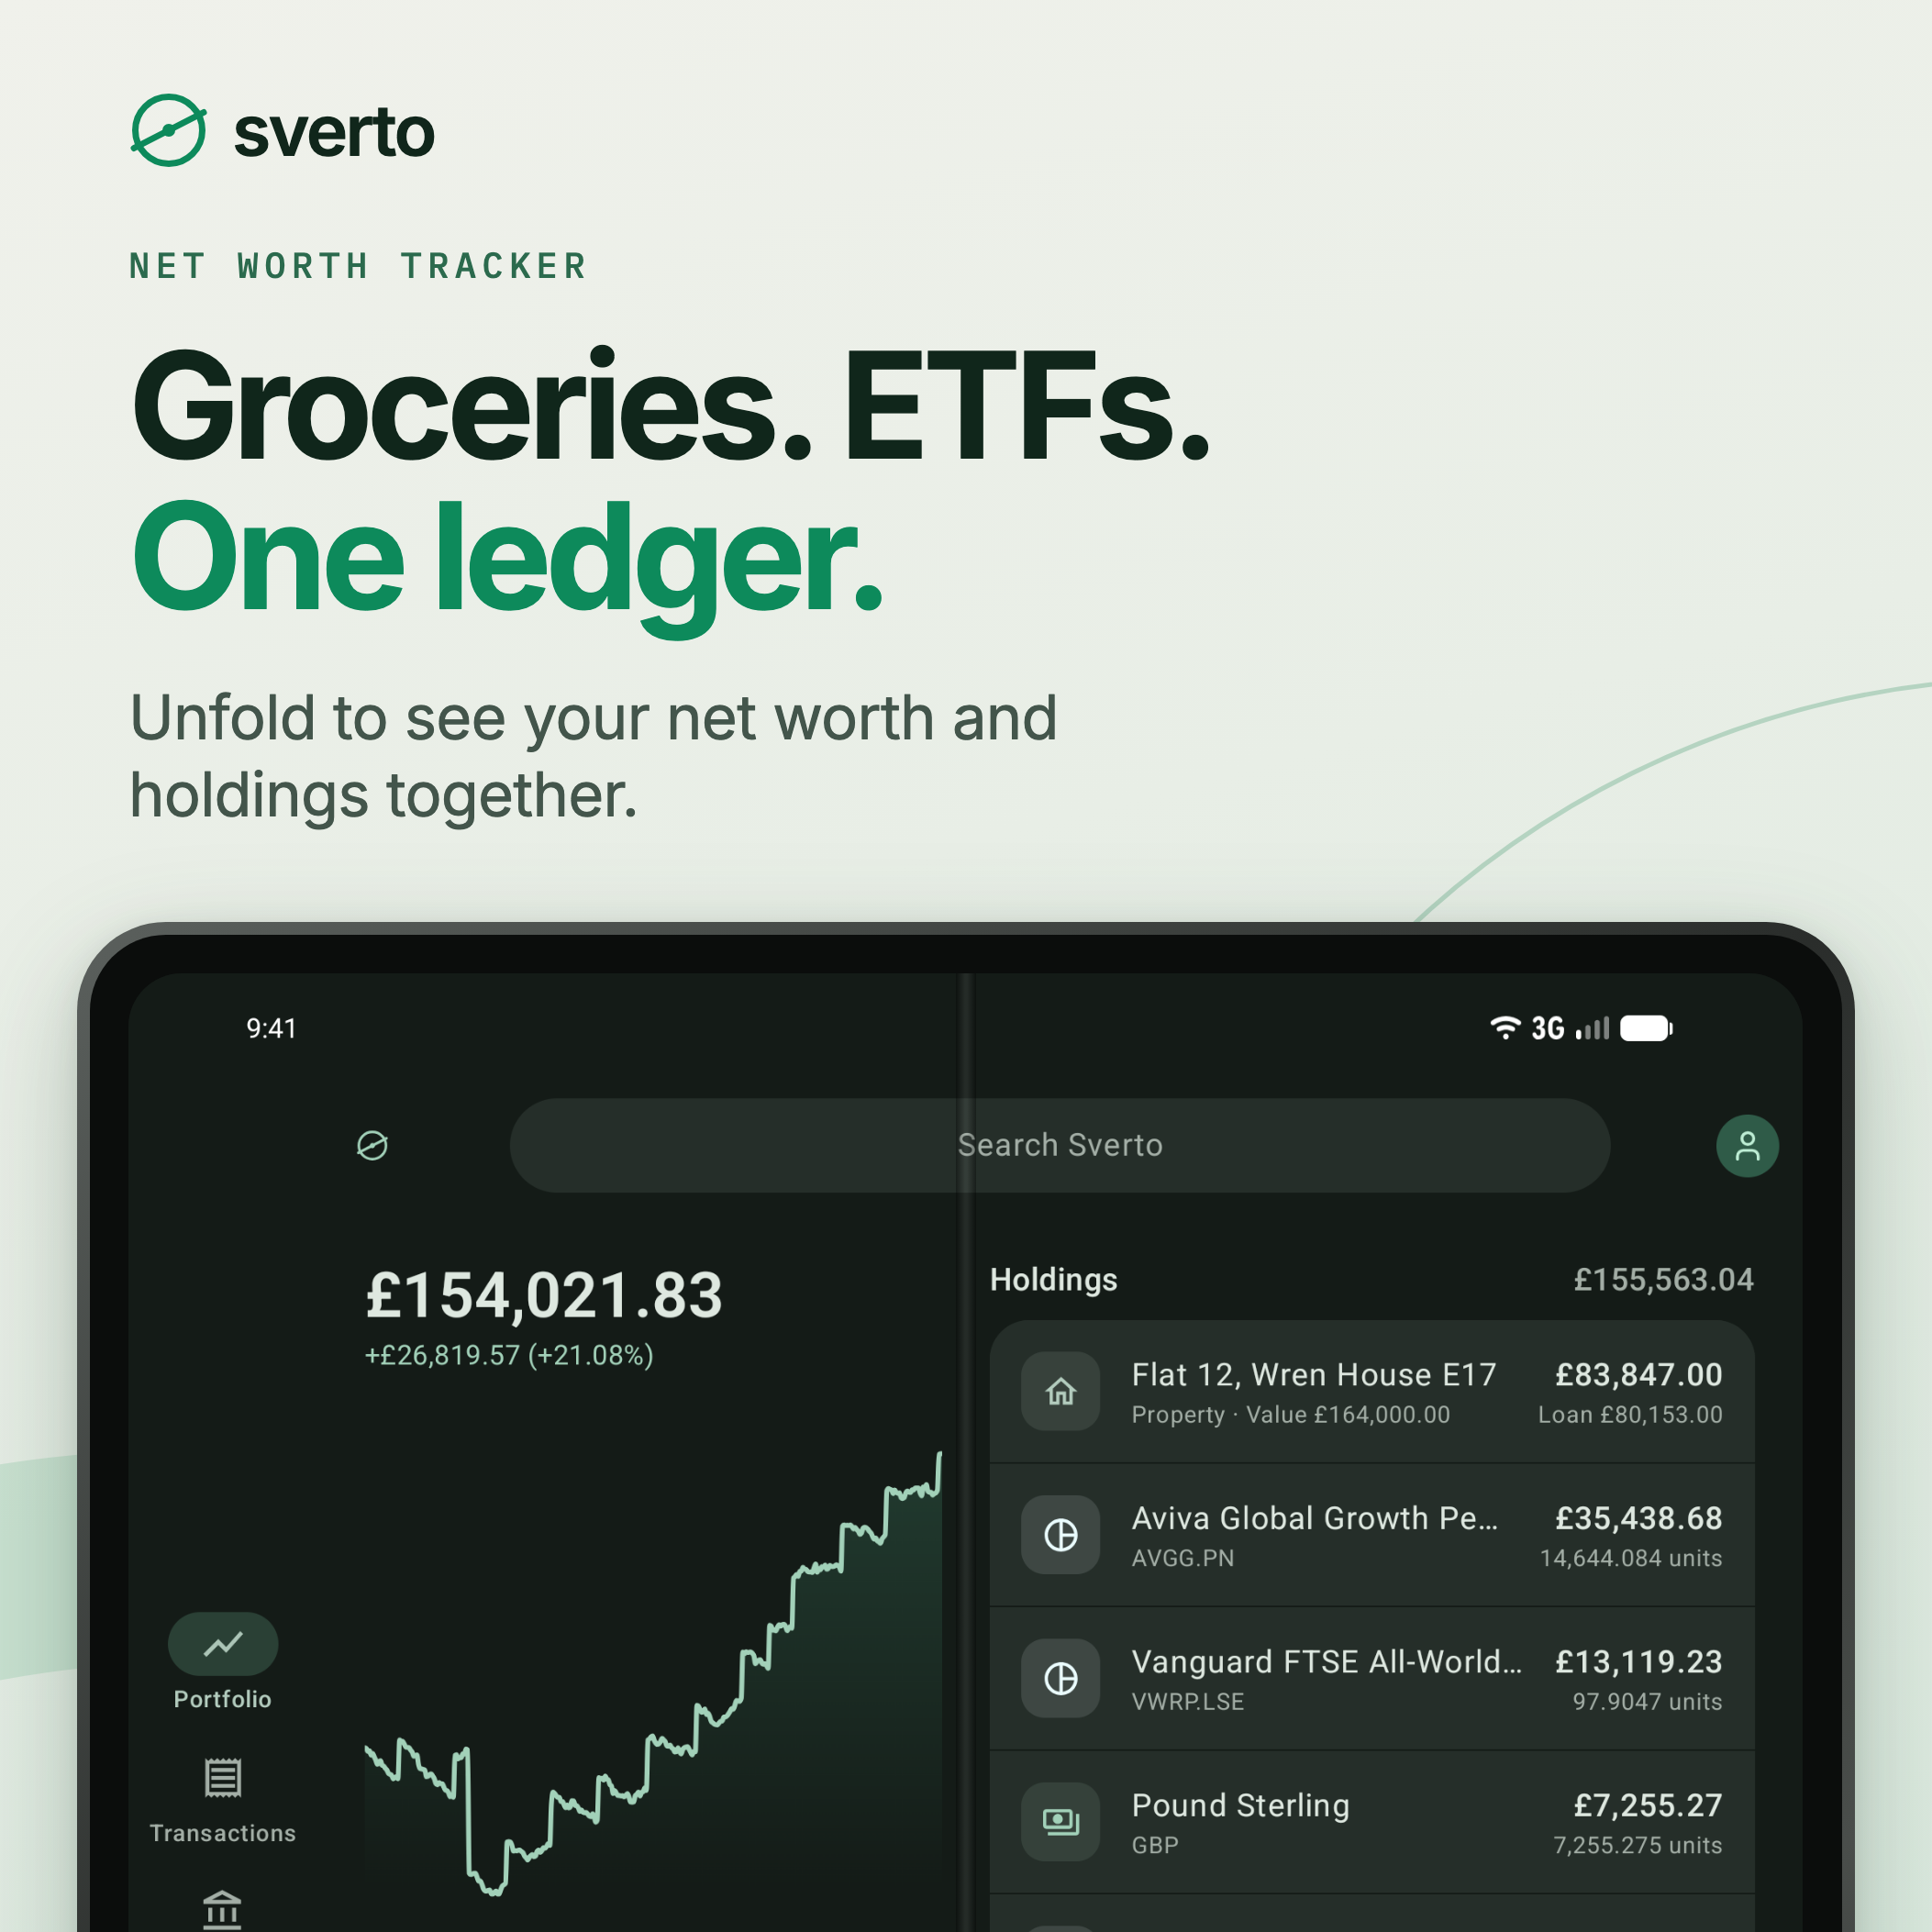 sverto
NET WORTH TRACKER
Groceries. ETFs.
One ledger.
Unfold to see your net worth and
holdings together.
9:41
3G
Search Sverto
£154,021.83
+£26,819.57 (+21.08%)
Portfolio
Transactions
Holdings £155,563.04
Flat 12, Wren House E17 £83,847.00
Property · Value £164,000.00 Loan £80,153.00
Aviva Global Growth Pe... £35,438.68
AVGG.PN 14,644.084 units
Vanguard FTSE All-World... £13,119.23
VWRP.LSE 97.9047 units
Pound Sterling £7,255.27
GBP 7,255.275 units